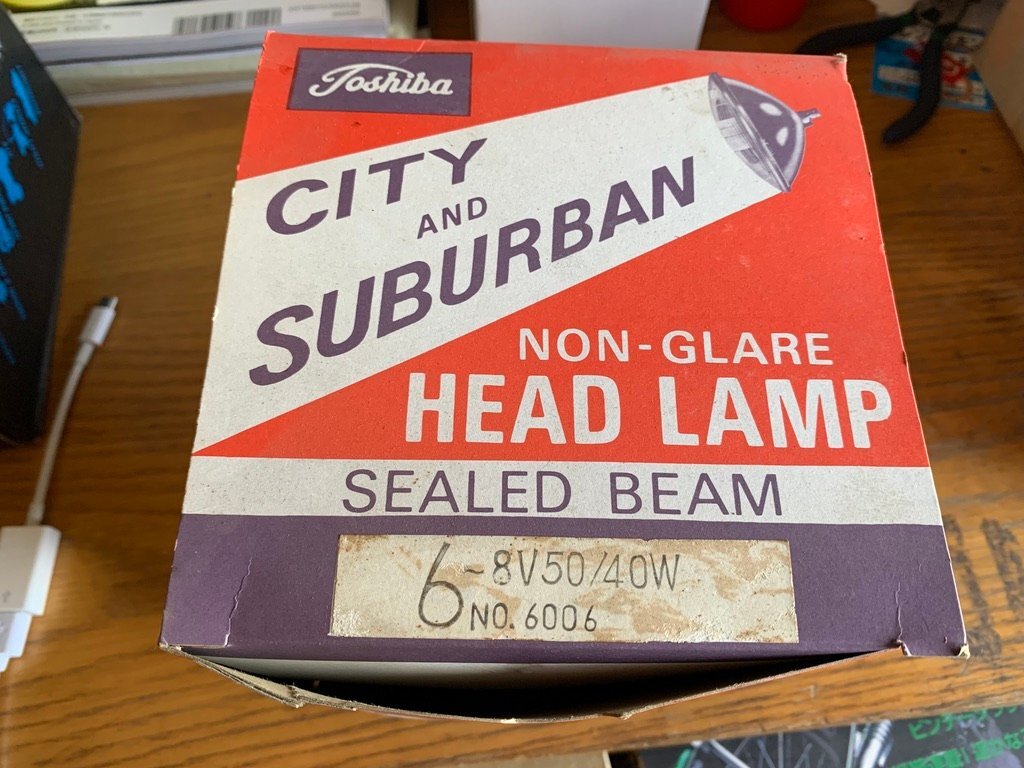 Toshiba
CITY
AND
SUBURBAN
NON-GLARE
HEAD LAMP
SEALED BEAM
6-8V50/40W
NO. 6006